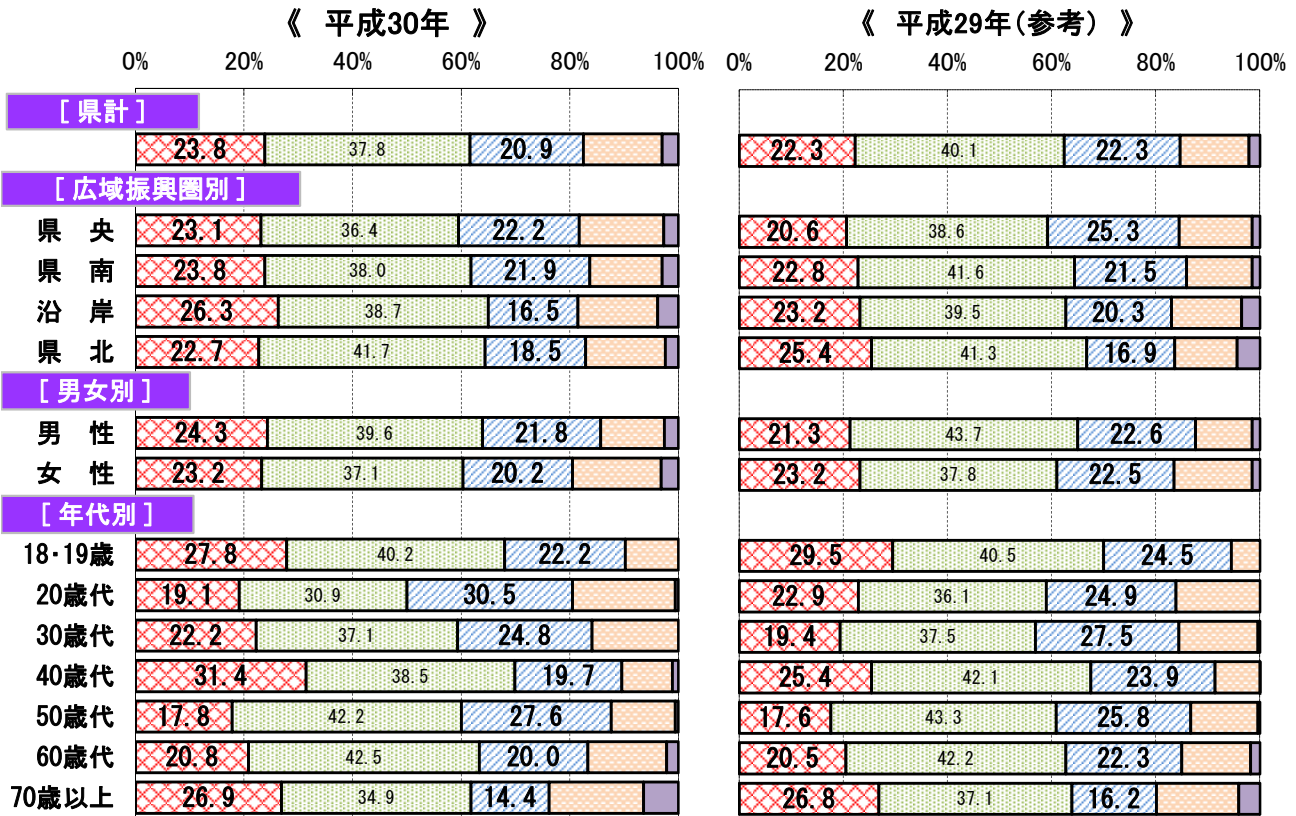 《 平成30年 》 《 平成29年(参考) 》
0% 20% 40% 60% 80% 100% 0% 20% 40% 60% 80% 100%
[ 県計 ]
23.8 37.8 20.9 22.3 40.1 22.3
[ 広域振興圏別 ]
県 央 23.1 36.4 22.2 20.6 38.6 25.3
県 南 23.8 38.0 21.9 22.8 41.6 21.5
沿 岸 26.3 38.7 16.5 23.2 39.5 20.3
県 北 22.7 41.7 18.5 25.4 41.3 16.9
[ 男女別 ]
男 性 24.3 39.6 21.8 21.3 43.7 22.6
女 性 23.2 37.1 20.2 23.2 37.8 22.5
[ 年代別 ]
18・19歳 27.8 40.2 22.2 29.5 40.5 24.5
20歳代 19.1 30.9 30.5 22.9 36.1 24.9
30歳代 22.2 37.1 24.8 19.4 37.5 27.5
40歳代 31.4 38.5 19.7 25.4 42.1 23.9
50歳代 17.8 42.2 27.6 17.6 43.3 25.8
60歳代 20.8 42.5 20.0 20.5 42.2 22.3
70歳以上 26.9 34.9 14.4 26.8 37.1 16.2